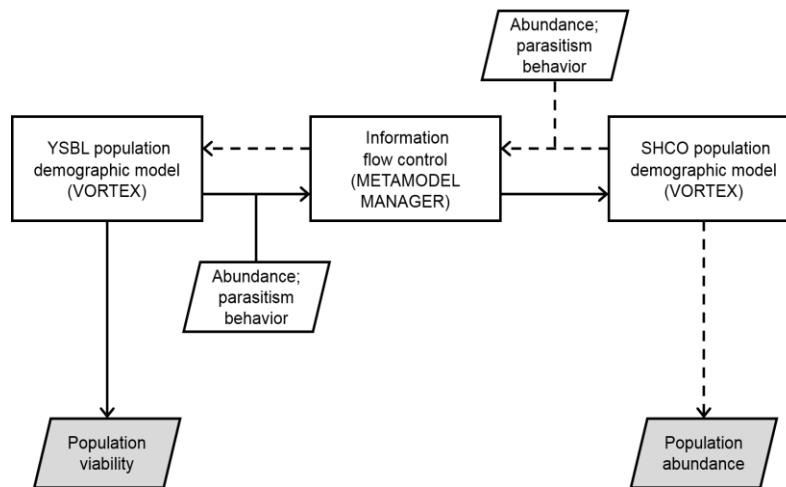 Abundance;
parasitism
behavior
YSBL population
demographic model
(VORTEX)
Information
flow control
(METAMODEL
MANAGER)
SHCO population
demographic model
(VORTEX)
Abundance;
parasitism
behavior
Population
viability
Population
abundance